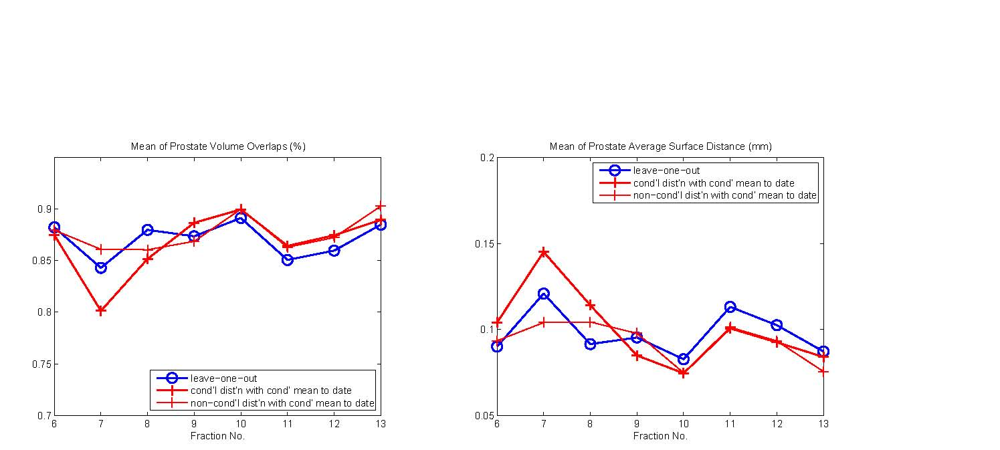 Mean of Prostate Volume Overlaps (%)
0.9
0.85
0.8
0.75
0.7
6 7 8 9 10 11 12 13
Fraction No.
leave-one-out
cond'l dist'n with cond' mean to date
non-cond'l dist'n with cond' mean to date
Mean of Prostate Average Surface Distance (mm)
0.2
0.15
0.1
0.05
6 7 8 9 10 11 12 13
Fraction No.
leave-one-out
cond'l dist'n with cond' mean to date
non-cond'l dist'n with cond' mean to date